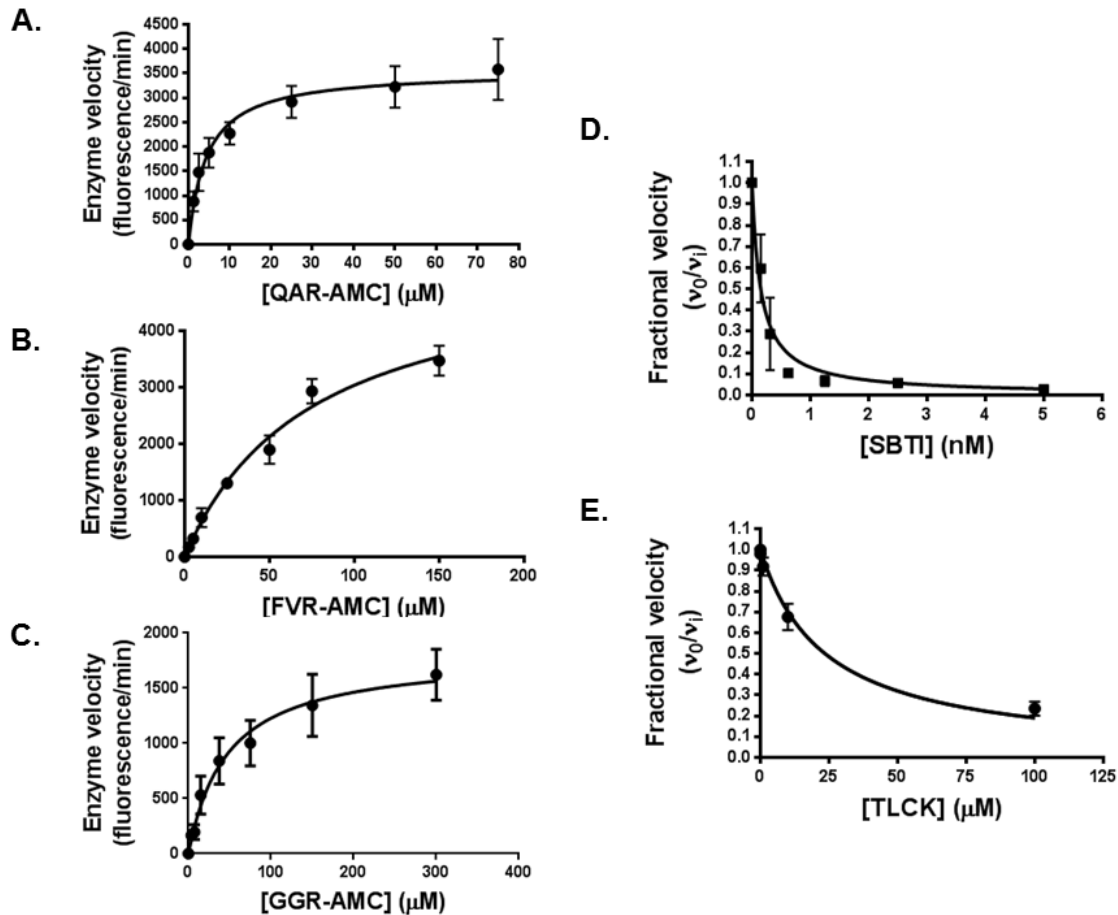 A.
Enzyme velocity
(fluorescence/min)
4500
4000
3500
3000
2500
2000
1500
1000
500
0
0 10 20 30 40 50 60 70 80
[QAR-AMC] (μM)
B.
Enzyme velocity
(fluorescence/min)
4000
3000
2000
1000
0
0 50 100 150 200
[FVR-AMC] (μM)
C.
Enzyme velocity
(fluorescence/min)
2000
1500
1000
500
0
0 100 200 300 400
[GGR-AMC] (μM)
D.
Fractional velocity
(ν0/νi)
1.1
1.0
0.9
0.8
0.7
0.6
0.5
0.4
0.3
0.2
0.1
0.0
0 1 2 3 4 5 6
[SBTI] (nM)
E.
Fractional velocity
(ν0/νi)
1.1
1.0
0.9
0.8
0.7
0.6
0.5
0.4
0.3
0.2
0.1
0.0
0 25 50 75 100 125
[TLCK] (μM)